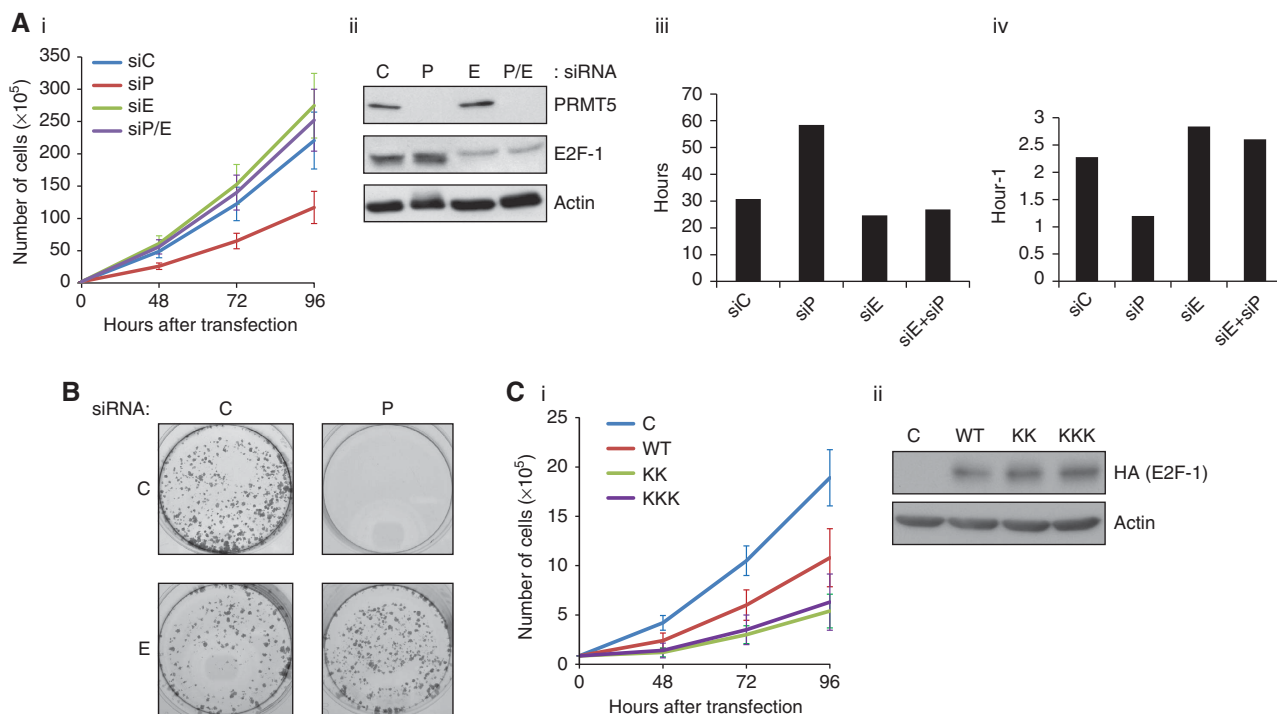 A
i
350
300
250
200
150
100
50
0
Number of cells (×10⁵)
siC
siP
siE
siP/E
0 48 72 96
Hours after transfection
ii
C P E P/E : siRNA
PRMT5
E2F-1
Actin
iii
70
60
50
40
30
20
10
0
Hours
siC siP siE siE+siP
iv
3
2.5
2
1.5
1
0.5
0
Hour-1
siC siP siE siE+siP
B
siRNA: C P
C
E
C
i
25
20
15
10
5
0
Number of cells (×10⁵)
C
WT
KK
KKK
0 48 72 96
Hours after transfection
ii
C WT KK KKK
HA (E2F-1)
Actin